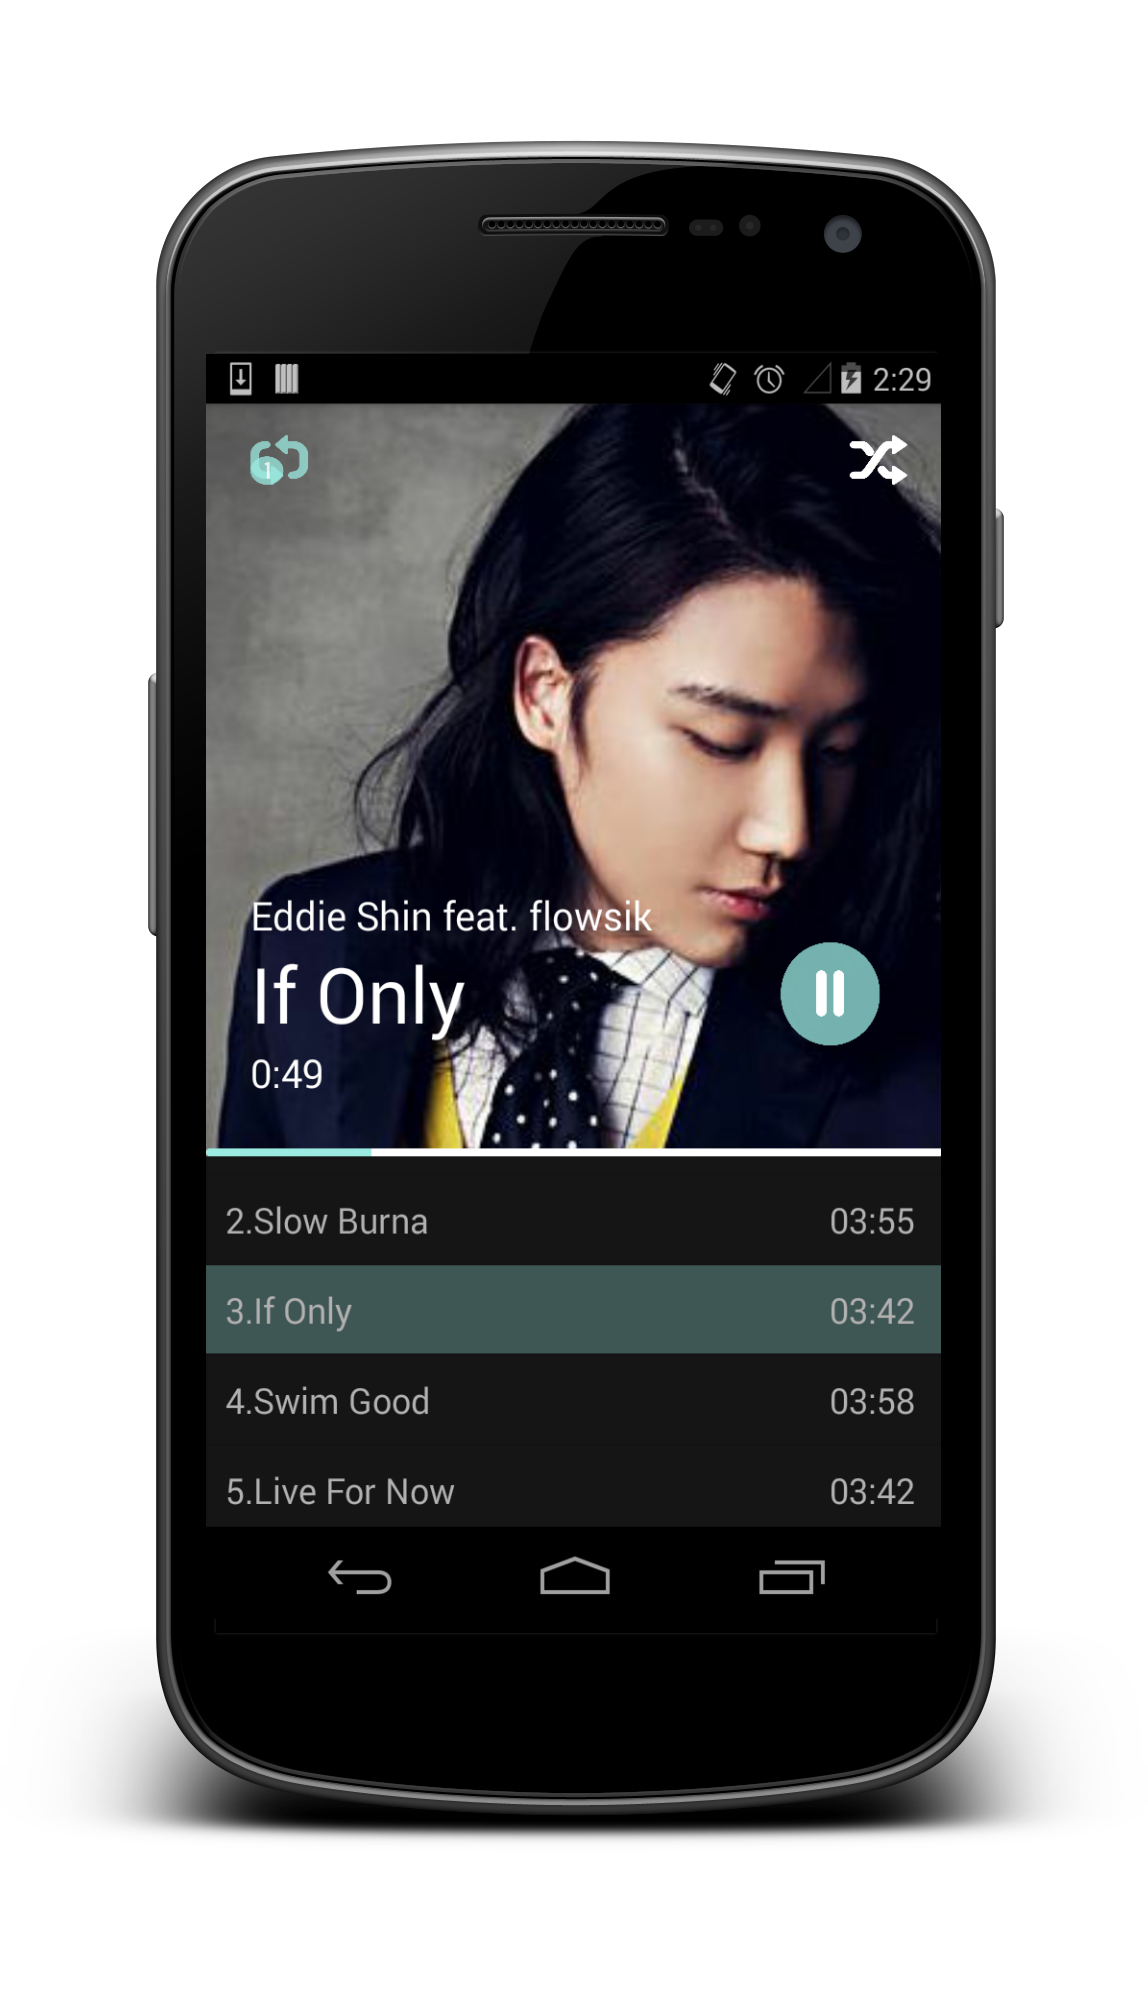 2:29
1
Eddie Shin feat. flowsik
If Only
0:49
2.Slow Burna 03:55
3.If Only 03:42
4.Swim Good 03:58
5.Live For Now 03:42